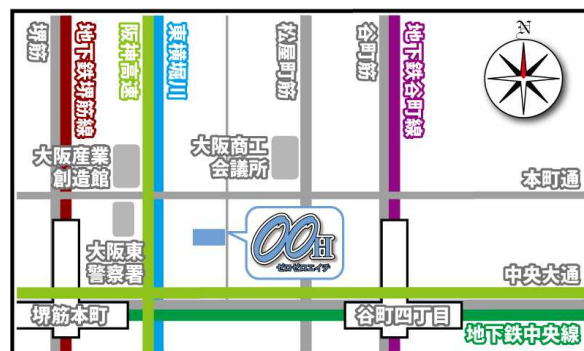 堺筋
地下鉄堺筋線
阪神高速
東横堀川
松屋町筋
谷町筋
地下鉄谷町線
N
大阪産業
創造館
大阪商工
会議所
本町通
大阪東
警察署
OOH
ゼロゼロエイチ
中央大通
堺筋本町
谷町四丁目
地下鉄中央線